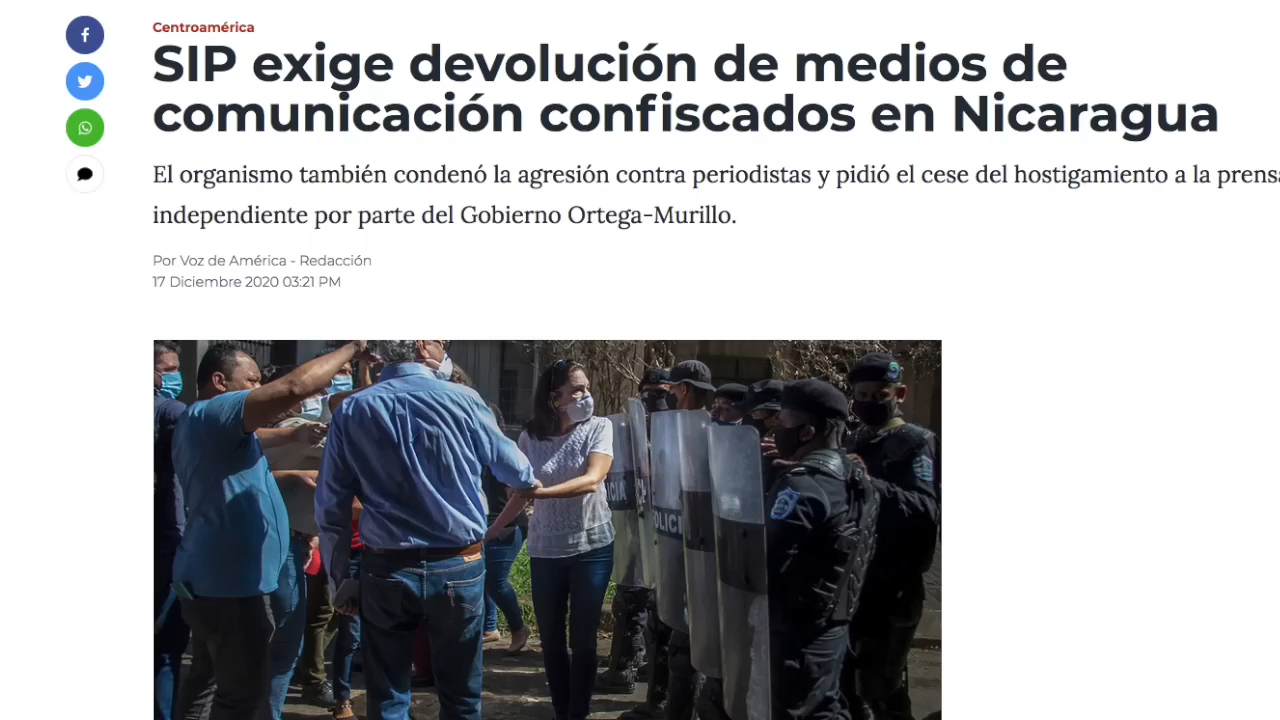 Centroamérica
SIP exige devolución de medios de
comunicación confiscados en Nicaragua
El organismo también condenó la agresión contra periodistas y pidió el cese del hostigamiento a la prensa
independiente por parte del Gobierno Ortega-Murillo.
Por Voz de América - Redacción
17 Diciembre 2020 03:21 PM
POLICI